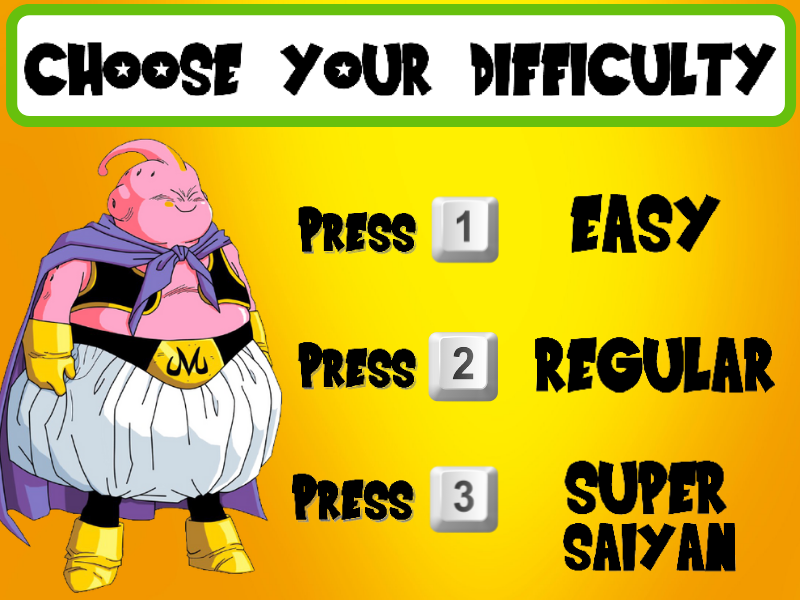 CHOOSE YOUR DIFFICULTY
PRESS 1 EASY
PRESS 2 REGULAR
PRESS 3 SUPER SAIYAN
M